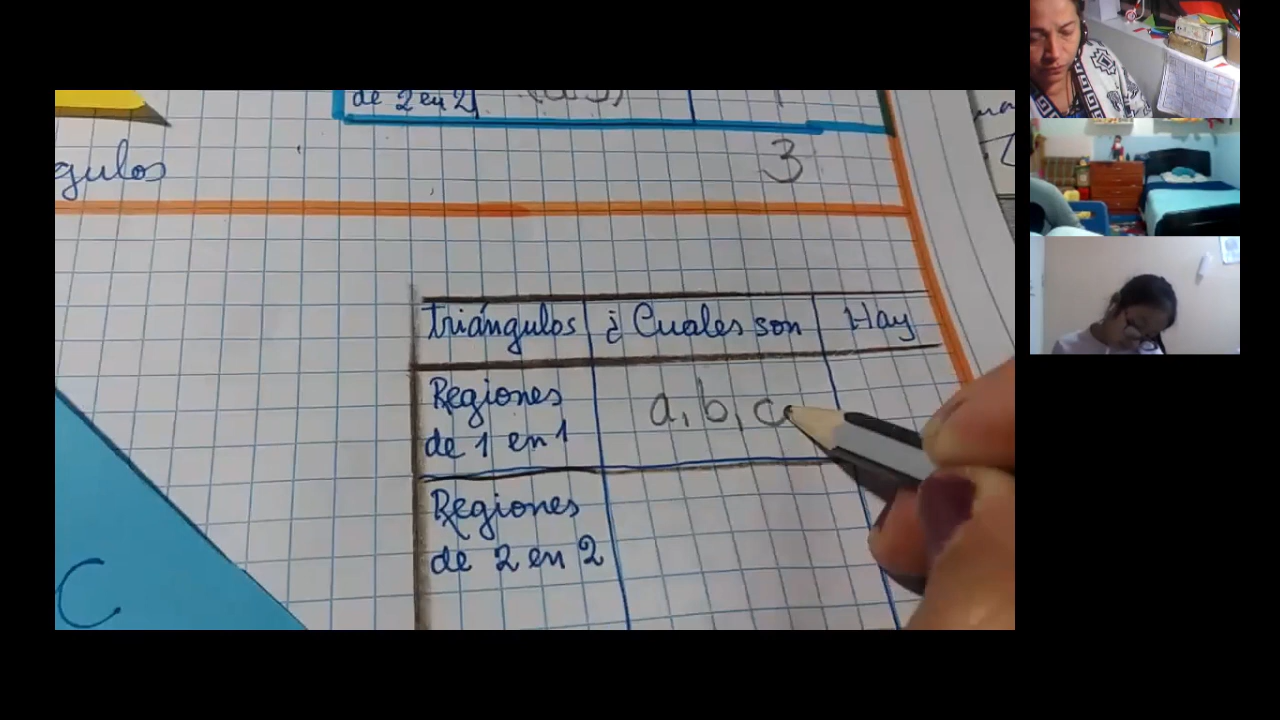 de 2 en 2
gulos
3
triángulos ¿Cuales son Hay
Regiones
de 1 en 1
a, b, c
Regiones
de 2 en 2
C